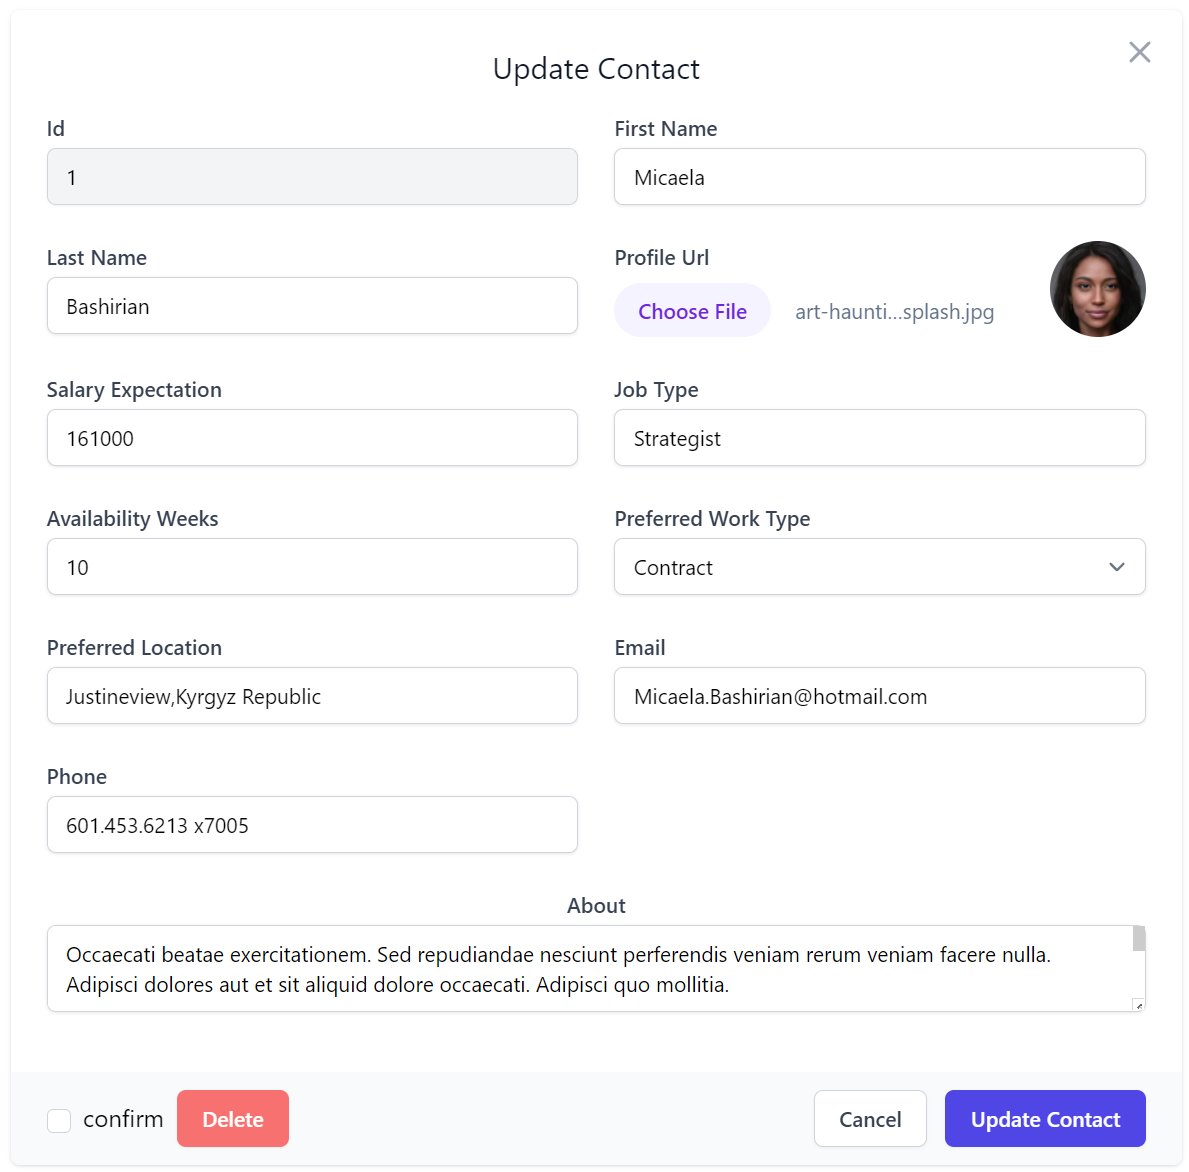 Update Contact
Id
First Name
1
Micaela
Last Name
Profile Url
Bashirian
Choose File
art-haunti...splash.jpg
Salary Expectation
Job Type
161000
Strategist
Availability Weeks
Preferred Work Type
10
Contract
Preferred Location
Email
Justineview,Kyrgyz Republic
Micaela.Bashirian@hotmail.com
Phone
601.453.6213 x7005
About
Occaecati beatae exercitationem. Sed repudiandae nesciunt perferendis veniam rerum veniam facere nulla.
Adipisci dolores aut et sit aliquid dolore occaecati. Adipisci quo mollitia.
confirm
Delete
Cancel
Update Contact